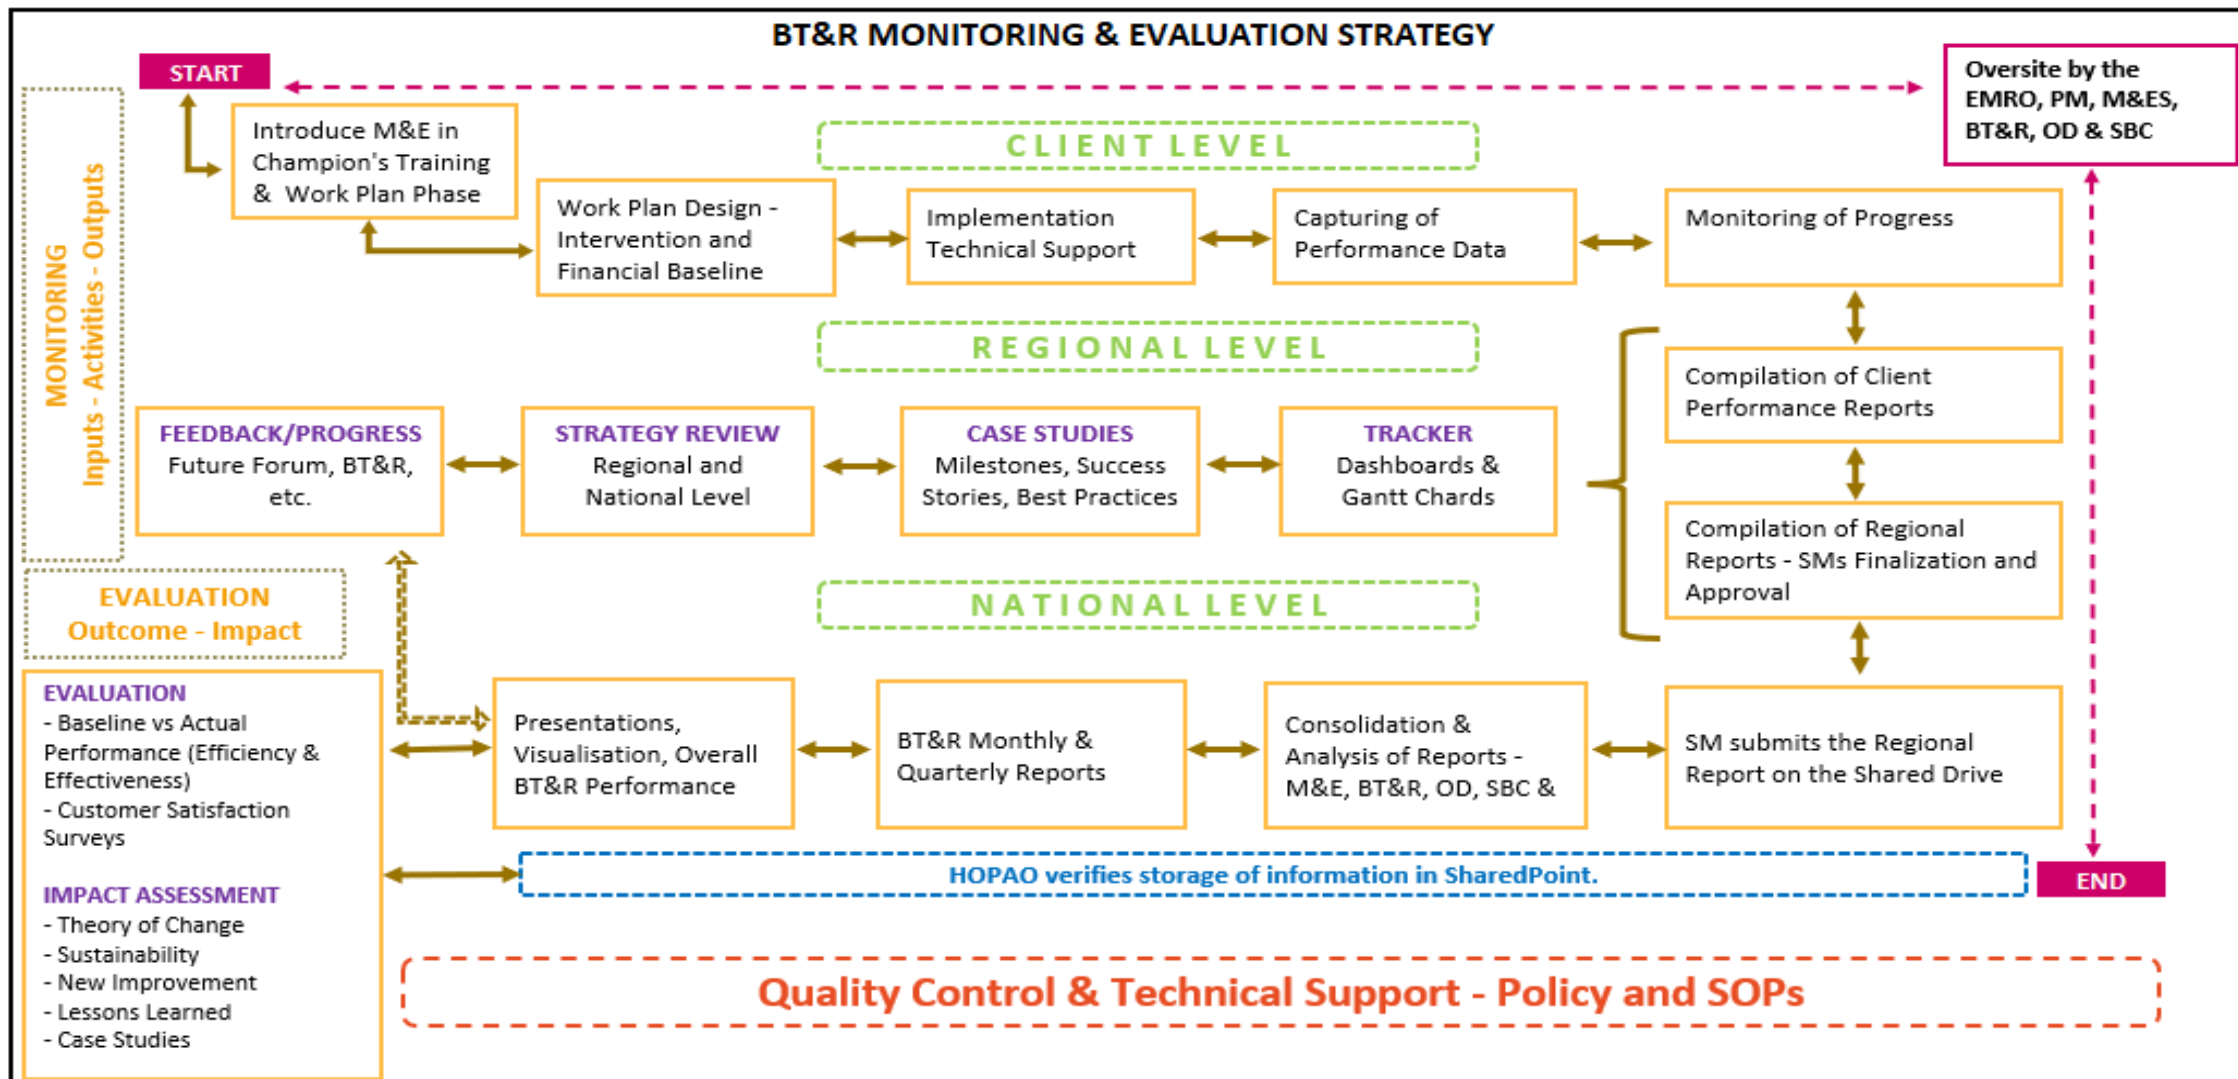 BT&R MONITORING & EVALUATION STRATEGY
START
Oversite by the
EMRO, PM, M&ES,
BT&R, OD & SBC
MONITORING
Inputs - Activities - Outputs
Introduce M&E in
Champion's Training
& Work Plan Phase
CLIENT LEVEL
Work Plan Design -
Intervention and
Financial Baseline
Implementation
Technical Support
Capturing of
Performance Data
Monitoring of Progress
REGIONAL LEVEL
Compilation of Client
Performance Reports
FEEDBACK/PROGRESS
Future Forum, BT&R,
etc.
STRATEGY REVIEW
Regional and
National Level
CASE STUDIES
Milestones, Success
Stories, Best Practices
TRACKER
Dashboards &
Gantt Chards
Compilation of Regional
Reports - SMs Finalization and
Approval
EVALUATION
Outcome - Impact
NATIONAL LEVEL
EVALUATION
- Baseline vs Actual
Performance (Efficiency &
Effectiveness)
- Customer Satisfaction
Surveys
IMPACT ASSESSMENT
- Theory of Change
- Sustainability
- New Improvement
- Lessons Learned
- Case Studies
Presentations,
Visualisation, Overall
BT&R Performance
BT&R Monthly &
Quarterly Reports
Consolidation &
Analysis of Reports -
M&E, BT&R, OD, SBC &
SM submits the Regional
Report on the Shared Drive
HOPAO verifies storage of information in SharedPoint.
END
Quality Control & Technical Support - Policy and SOPs